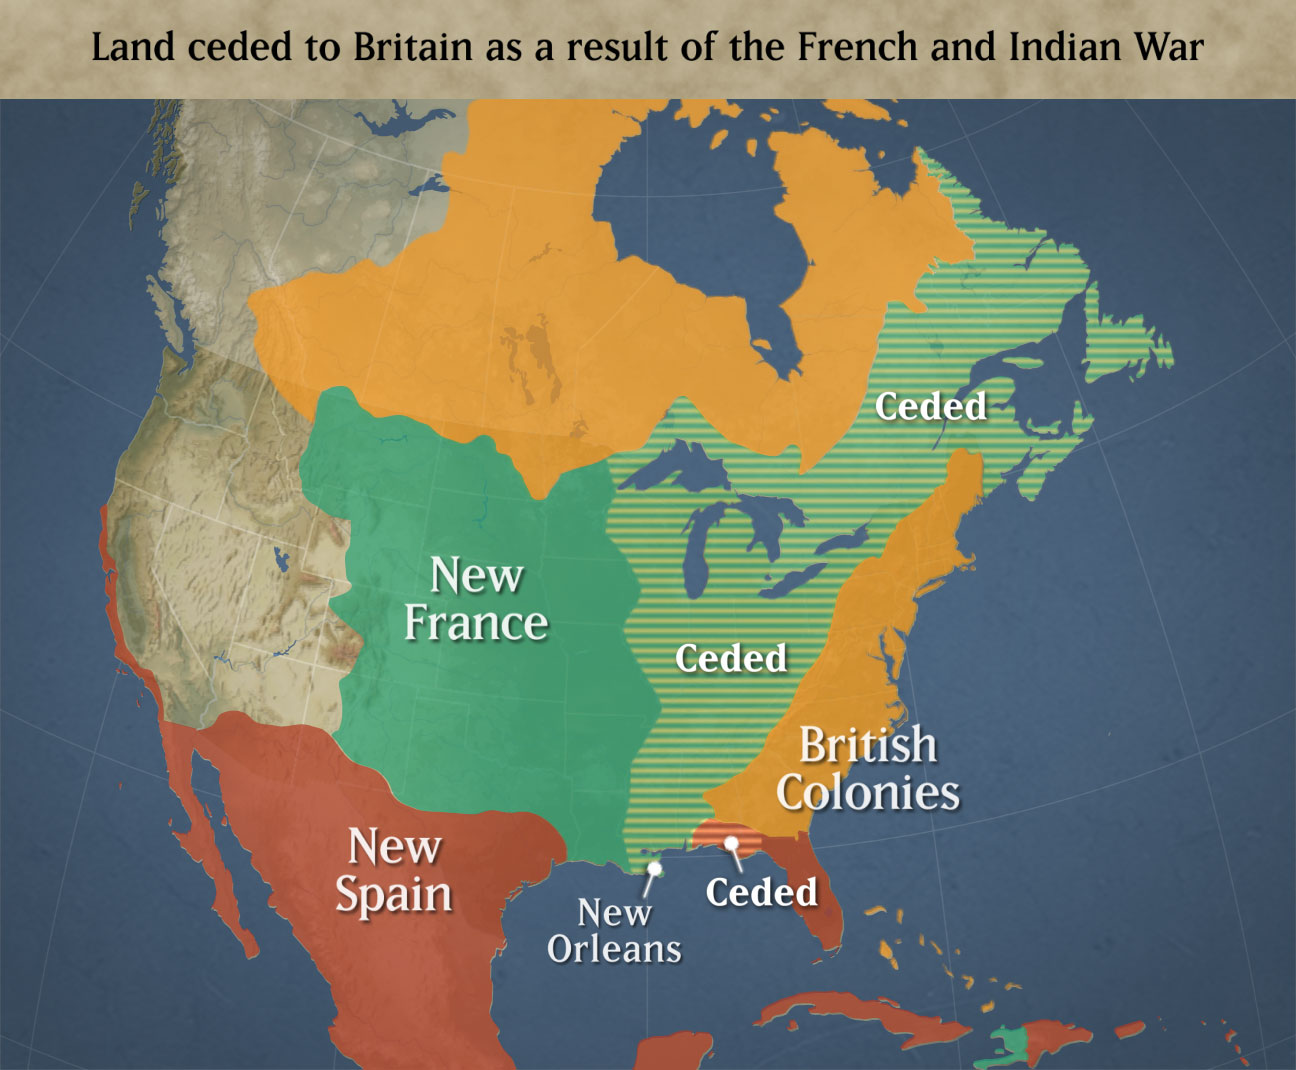 Land ceded to Britain as a result of the French and Indian War
Ceded
New
France
Ceded
British
Colonies
New
Spain
Ceded
New
Orleans